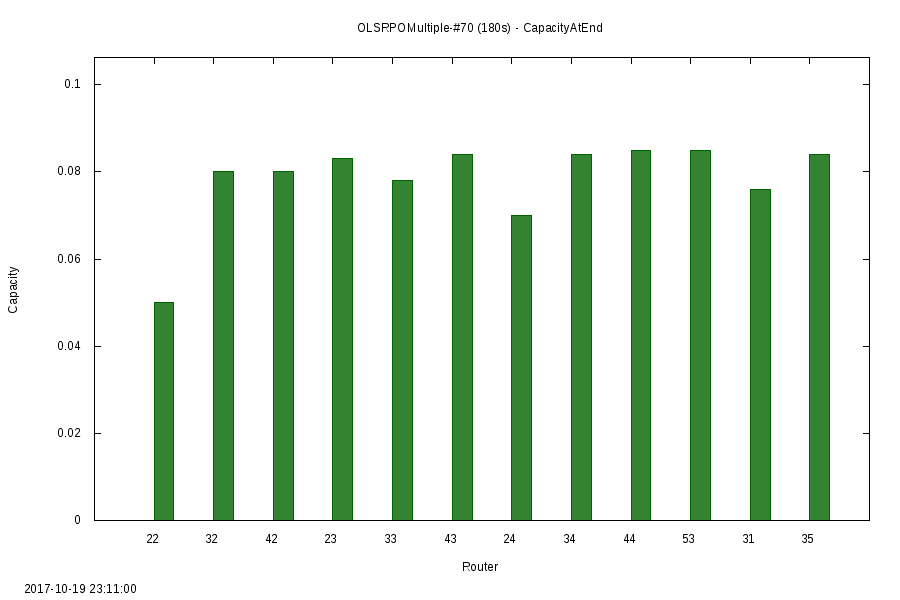 OLSRPOMultiple-#70 (180s) - CapacityAtEnd
0.1
0.08
0.06
0.04
0.02
0
Capacity
22 32 42 23 33 43 24 34 44 53 31 35
Router
2017-10-19 23:11:00